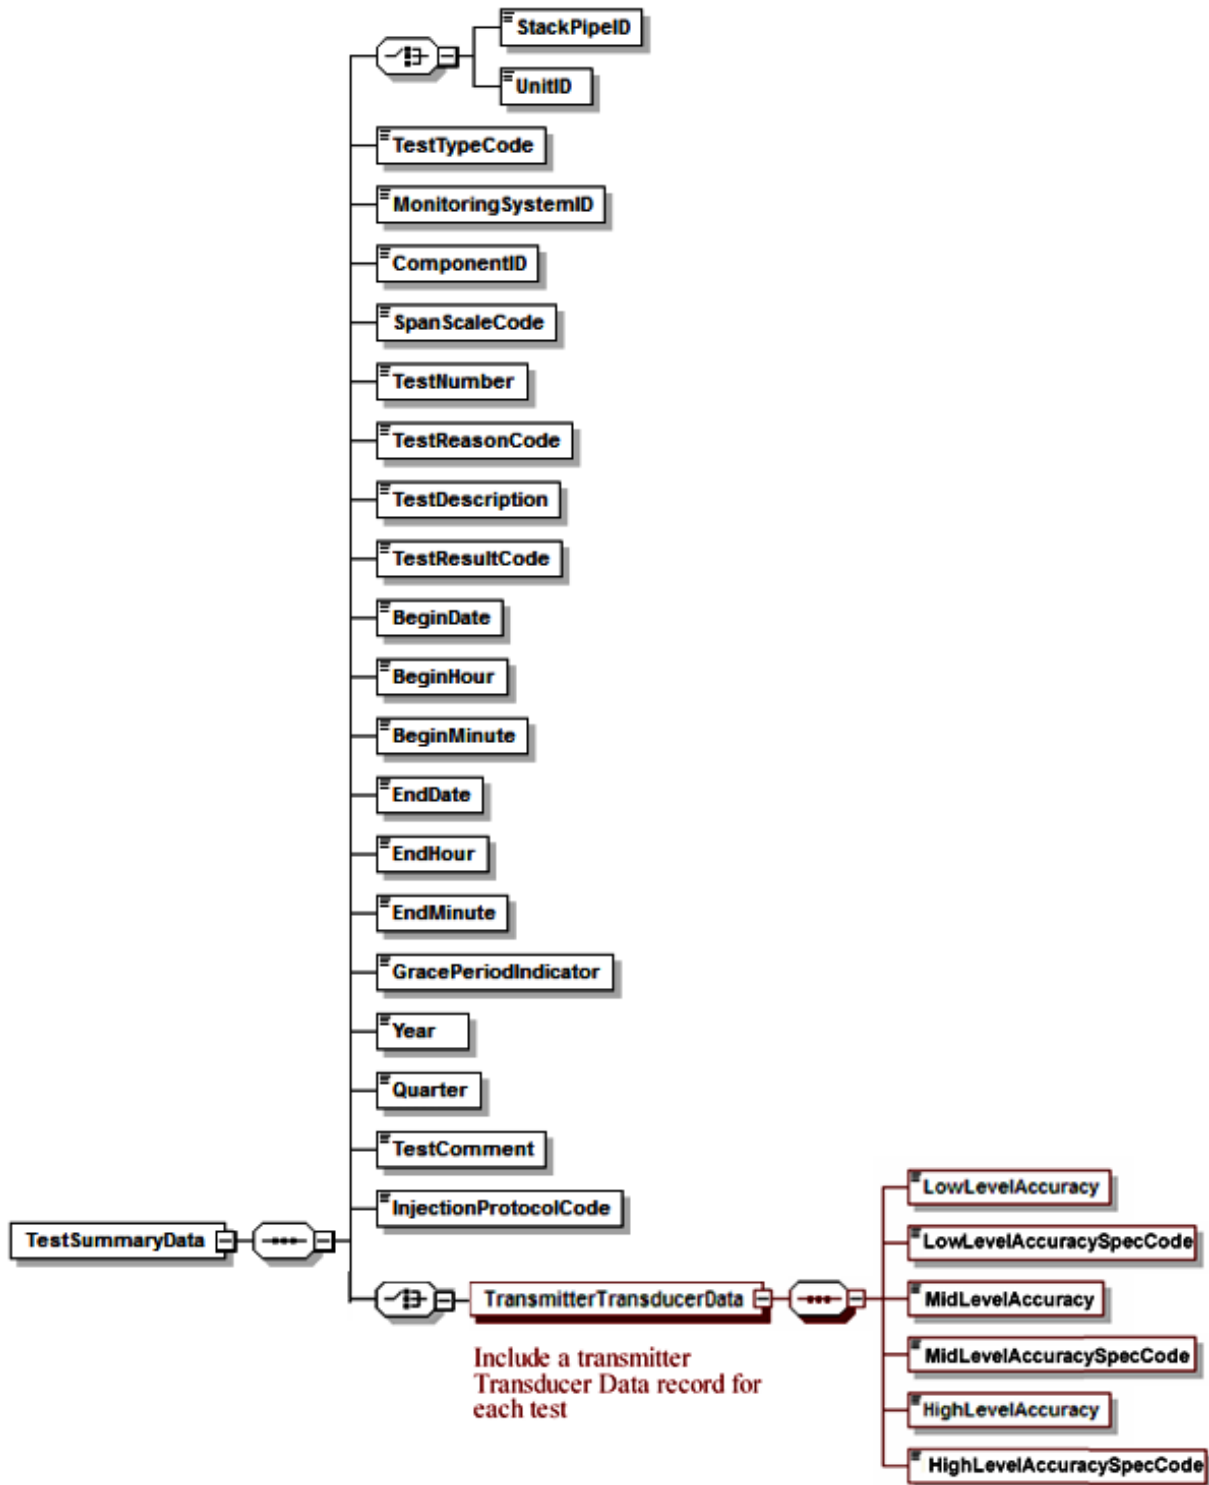 StackPipeID
UnitID
TestTypeCode
MonitoringSystemID
ComponentID
SpanScaleCode
TestNumber
TestReasonCode
TestDescription
TestResultCode
BeginDate
BeginHour
BeginMinute
EndDate
EndHour
EndMinute
GracePeriodIndicator
Year
Quarter
TestComment
InjectionProtocolCode
TestSummaryData
TransmitterTransducerData
Include a transmitter
Transducer Data record for
each test
LowLevelAccuracy
LowLevelAccuracySpecCode
MidLevelAccuracy
MidLevelAccuracySpecCode
HighLevelAccuracy
HighLevelAccuracySpecCode